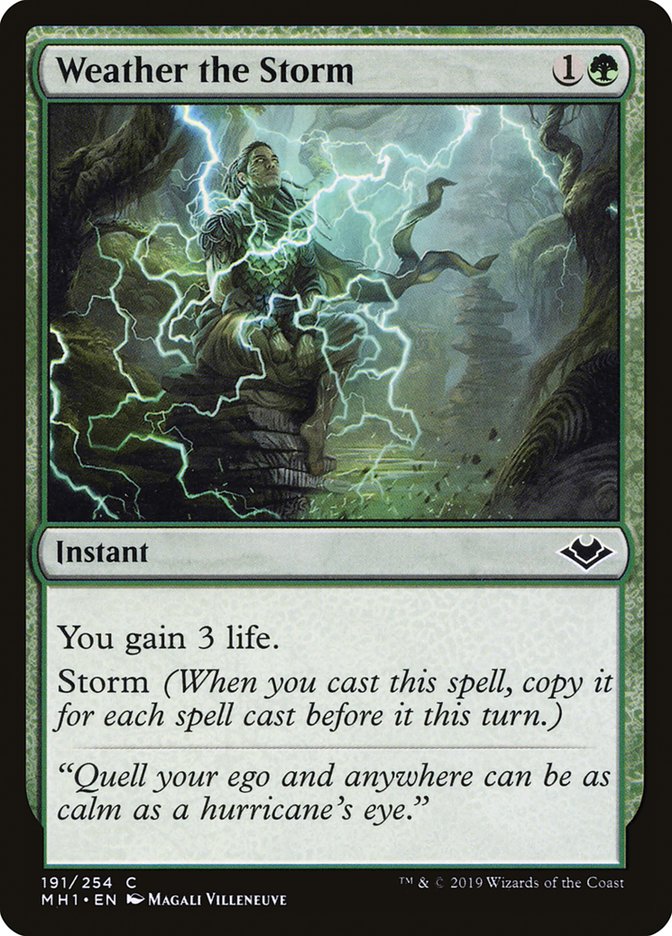 Weather the Storm 1
Instant
You gain 3 life.
Storm (When you cast this spell, copy it
for each spell cast before it this turn.)
“Quell your ego and anywhere can be as
calm as a hurricane’s eye.”
191/254 C
MH1 • EN Magali Villeneuve
™ & © 2019 Wizards of the Coast